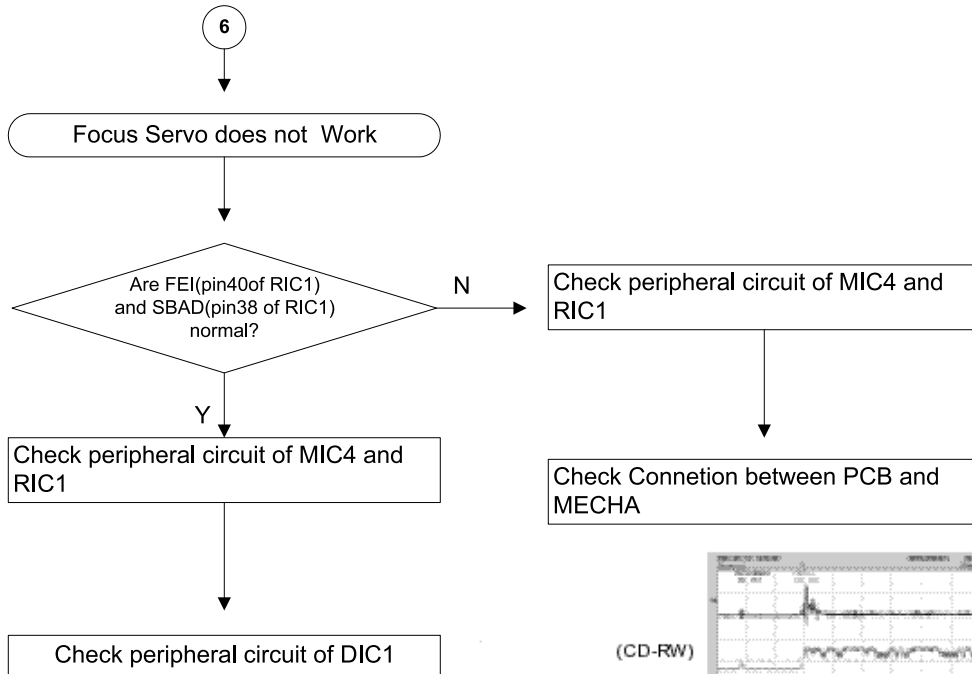 6
Focus Servo does not Work
Are FEI(pin40of RIC1)
and SBAD(pin38 of RIC1)
normal?
N
Check peripheral circuit of MIC4 and
RIC1
Y
Check peripheral circuit of MIC4 and
RIC1
Check Connetion between PCB and
MECHA
Check peripheral circuit of DIC1
(CD-RW)